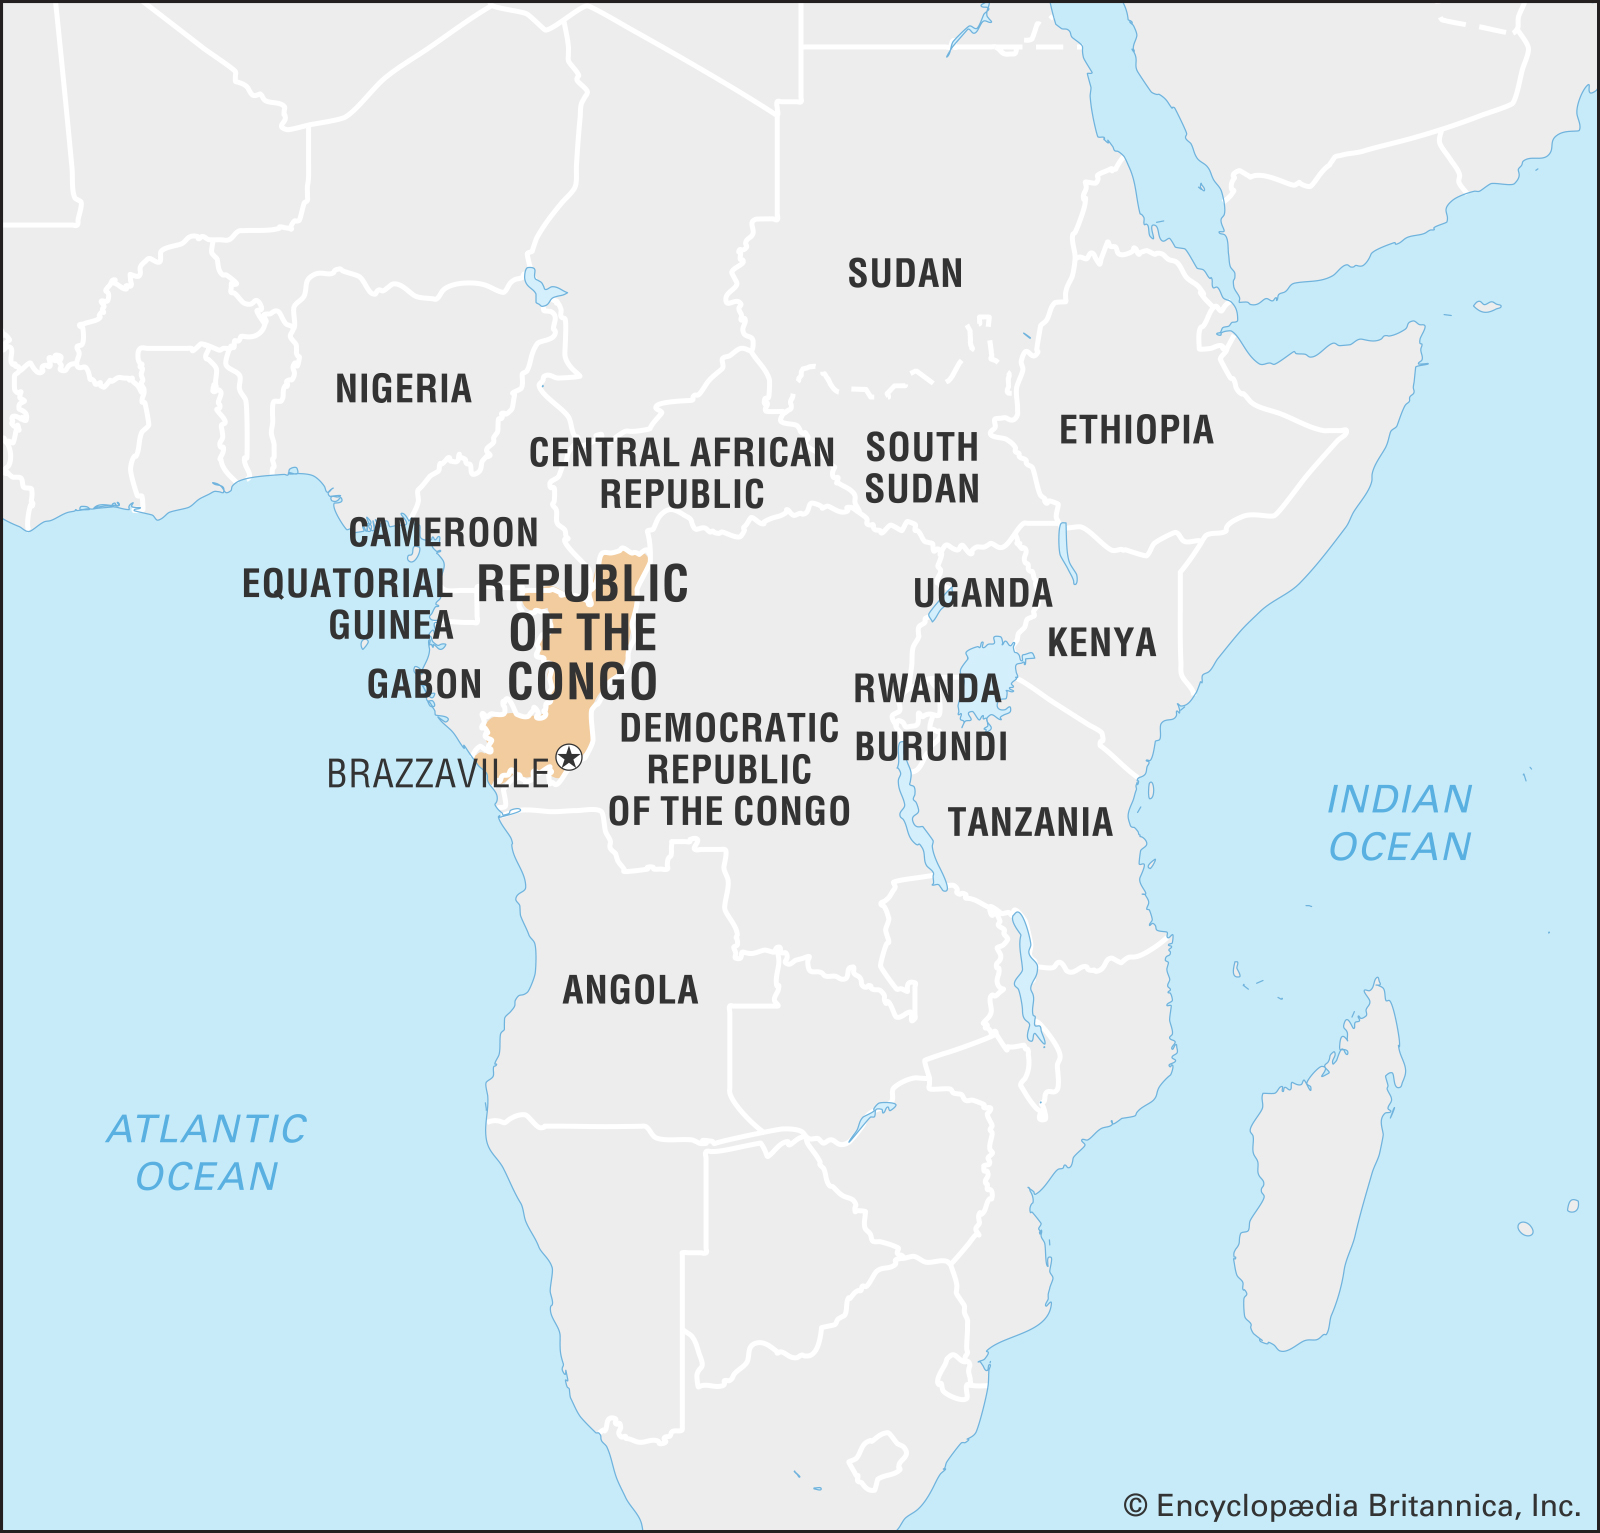 SUDAN
NIGERIA
ETHIOPIA
CENTRAL AFRICAN
REPUBLIC
SOUTH
SUDAN
CAMEROON
EQUATORIAL
GUINEA
REPUBLIC
OF THE
CONGO
UGANDA
KENYA
GABON
RWANDA
DEMOCRATIC
REPUBLIC
OF THE CONGO
BURUNDI
BRAZZAVILLE
TANZANIA
INDIAN
OCEAN
ANGOLA
ATLANTIC
OCEAN
© Encyclopædia Britannica, Inc.